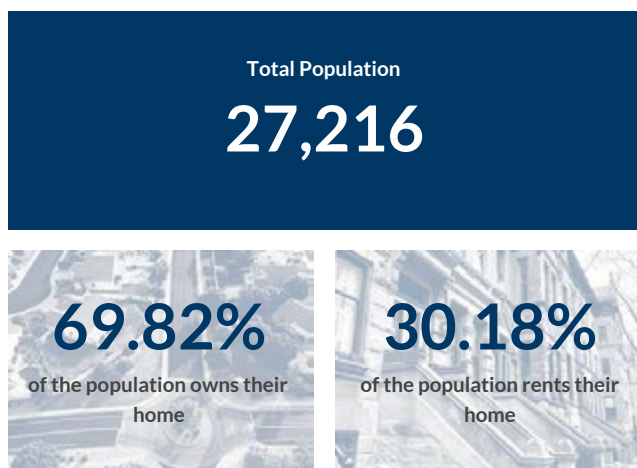 Total Population
27,216
69.82%
of the population owns their
home
30.18%
of the population rents their
home